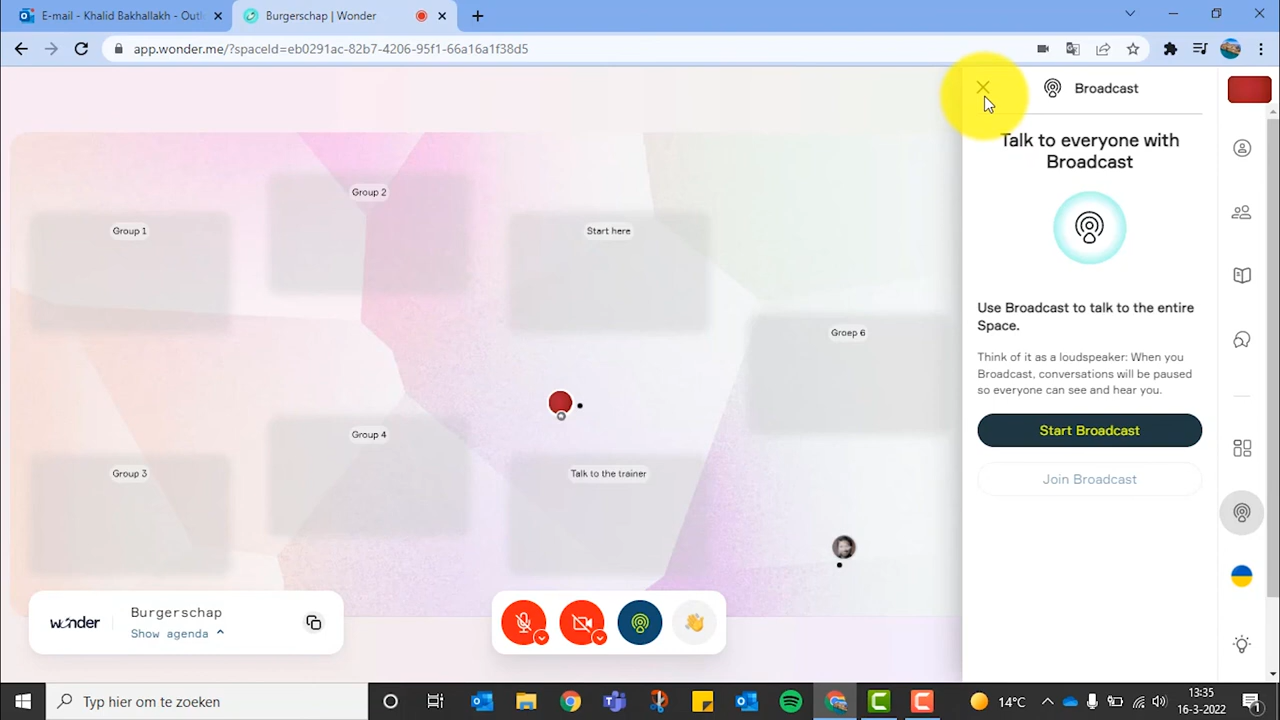 E-mail - Khalid Bakhallakh - Outl
Burgerschap | Wonder
app.wonder.me/?spaceId=eb0291ac-82b7-4206-95f1-66a16a1f38d5
Broadcast
Talk to everyone with
Broadcast
Use Broadcast to talk to the entire
Space.
Think of it as a loudspeaker: When you
Broadcast, conversations will be paused
so everyone can see and hear you.
Start Broadcast
Join Broadcast
Group 1
Group 2
Start here
Groep 6
Group 3
Group 4
Talk to the trainer
wonder
Burgerschap
Show agenda
Typ hier om te zoeken
14°C
13:35
16-3-2022
1